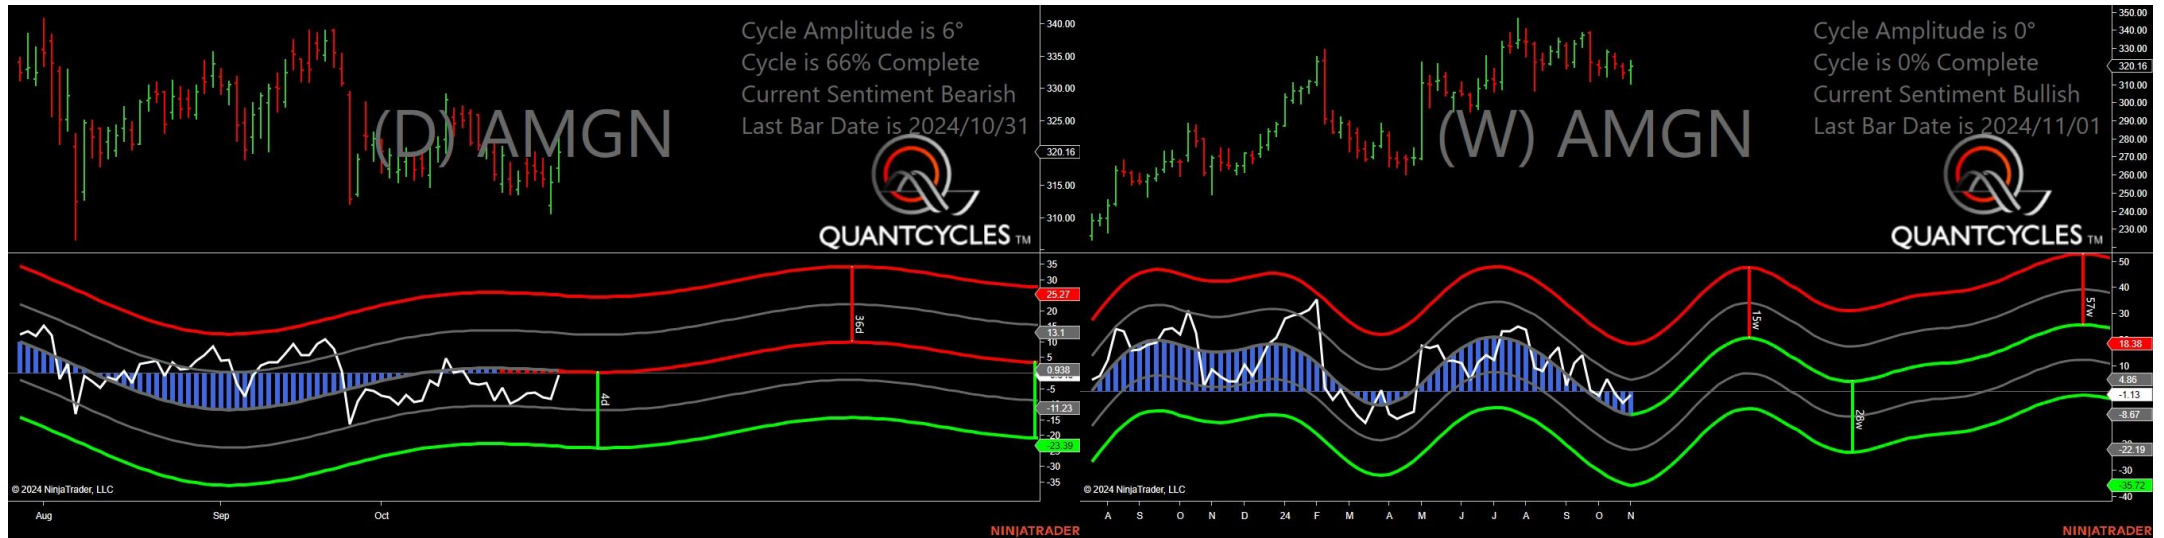 Cycle Amplitude is 6°
Cycle is 66% Complete
Current Sentiment Bearish
Last Bar Date is 2024/10/31
(D) AMGN
QUANTCYCLES TM
340.00
335.00
330.00
325.00
320.16
315.00
310.00
35
30
25.27
20
13.1
10
5
0.938
-5
-11.23
-15
-20
-23.39
-30
-35
36d
4d
© 2024 NinjaTrader, LLC
Aug Sep Oct
NINJATRADER
Cycle Amplitude is 0°
Cycle is 0% Complete
Current Sentiment Bullish
Last Bar Date is 2024/11/01
(W) AMGN
QUANTCYCLES TM
350.00
340.00
330.00
320.16
310.00
300.00
290.00
280.00
270.00
260.00
250.00
240.00
230.00
50
40
30
18.38
10
4.86
-1.13
-8.67
-22.19
-30
-35.72
-40
15w
28w
57w
© 2024 NinjaTrader, LLC
A S O N D 24 F M A M J J A S O N
NINJATRADER